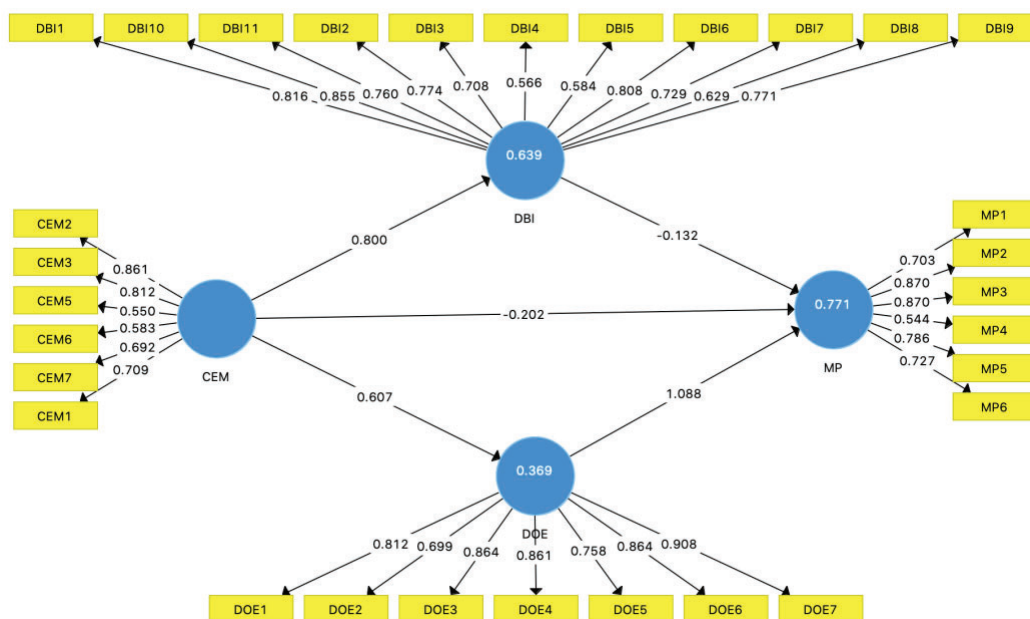 DBI1 DBI10 DBI11 DBI2 DBI3 DBI4 DBI5 DBI6 DBI7 DBI8 DBI9
0.816 0.855 0.760 0.774 0.708 0.566 0.584 0.808 0.729 0.629 0.771
0.639
DBI
CEM2
CEM3
CEM5
CEM6
CEM7
CEM1
0.861
0.812
0.550
0.583
0.692
0.709
CEM
0.800
-0.132
-0.202
0.607
1.088
0.771
MP
0.703
0.870
0.870
0.544
0.786
0.727
MP1
MP2
MP3
MP4
MP5
MP6
0.369
DOE
0.812 0.699 0.864 0.861 0.758 0.864 0.908
DOE1 DOE2 DOE3 DOE4 DOE5 DOE6 DOE7